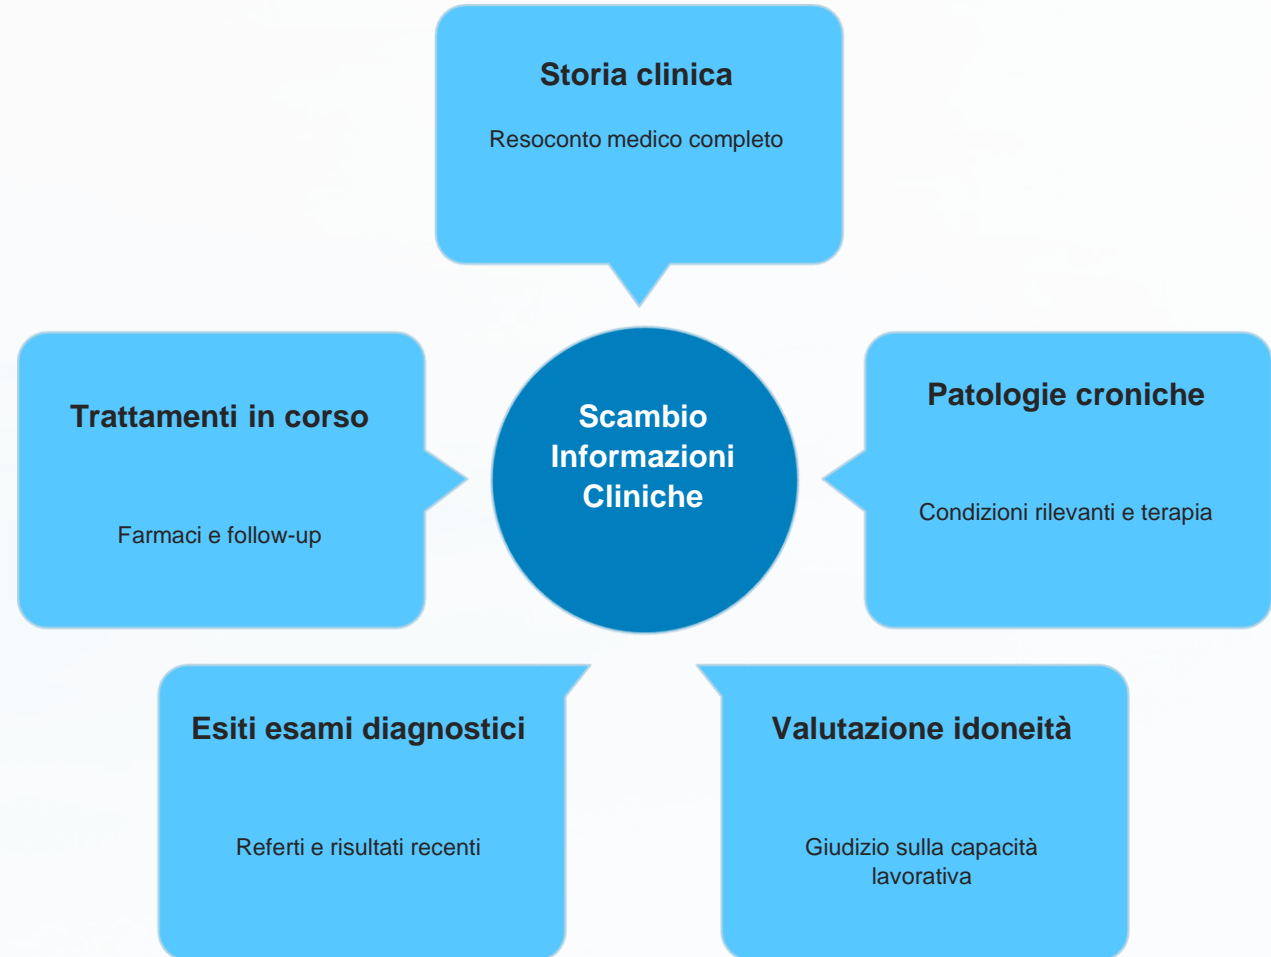 Storia clinica
Resoconto medico completo
Trattamenti in corso
Farmaci e follow-up
Scambio
Informazioni
Cliniche
Patologie croniche
Condizioni rilevanti e terapia
Esiti esami diagnostici
Referti e risultati recenti
Valutazione idoneità
Giudizio sulla capacità
lavorativa